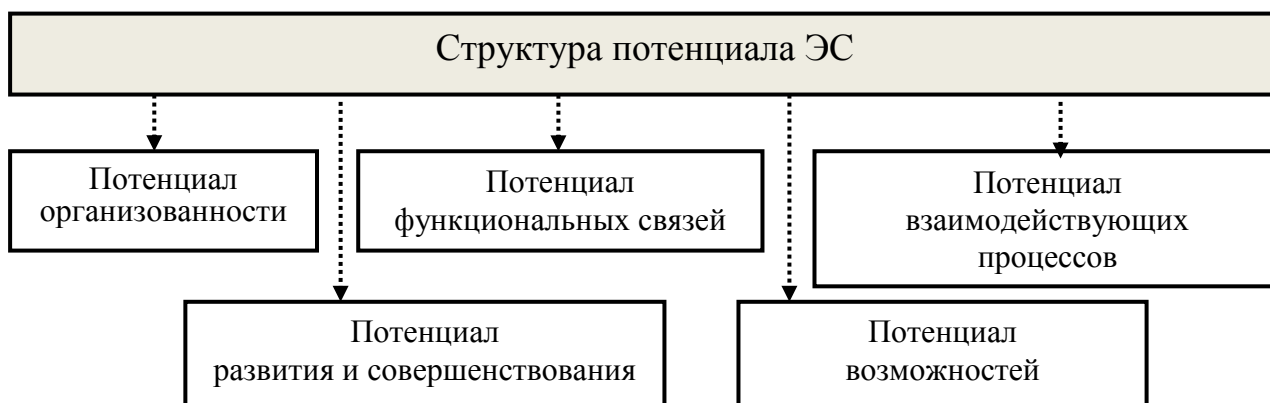 Структура потенциала ЭС
Потенциал
организованности
Потенциал
функциональных связей
Потенциал
взаимодействующих
процессов
Потенциал
развития и совершенствования
Потенциал
возможностей